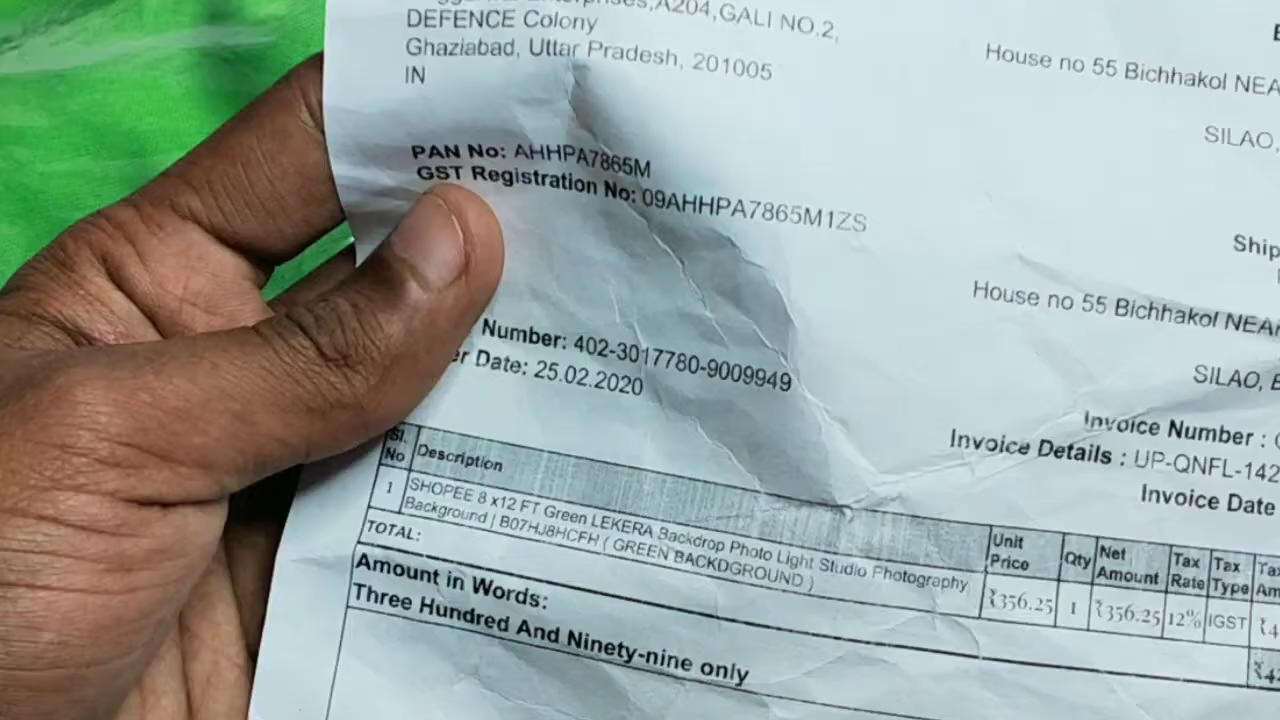 A204,GALI NO.2,
DEFENCE Colony
Ghaziabad, Uttar Pradesh, 201005
IN
PAN No: AHHPA7865M
GST Registration No: 09AHHPA7865M1ZS
Number: 402-3017780-9009949
Date: 25.02.2020
House no 55 Bichhakol
SILAO,
House no 55 Bichhakol
SILAO,
Invoice Number :
Invoice Details : UP-QNFL-142
Invoice Date
Sl. No Description Unit Price Qty Net Amount Tax Rate Tax Type
1 SHOPEE 8 x12 FT Green LEKERA Backdrop Photo Light Studio Photography
Background | B07HJ8HCFH ( GREEN BACKDGROUND )
₹356.25 1 ₹356.25 12% IGST
TOTAL:
Amount in Words:
Three Hundred And Ninety-nine only